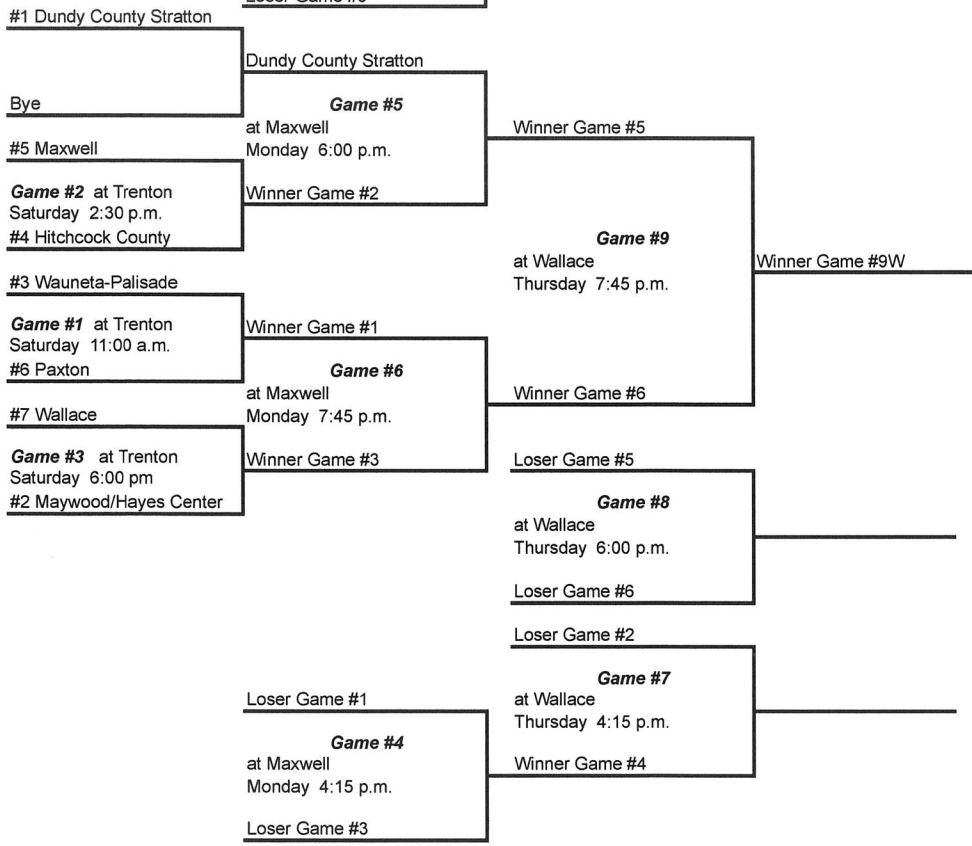 #1 Dundy County Stratton
Dundy County Stratton
Bye
Game #5
at Maxwell
Monday 6:00 p.m.
Winner Game #5
#5 Maxwell
Game #2 at Trenton
Saturday 2:30 p.m.
Winner Game #2
#4 Hitchcock County
Game #9
at Wallace
Thursday 7:45 p.m.
Winner Game #9W
#3 Wauneta-Palisade
Game #1 at Trenton
Saturday 11:00 a.m.
Winner Game #1
#6 Paxton
Game #6
at Maxwell
Monday 7:45 p.m.
Winner Game #6
#7 Wallace
Game #3 at Trenton
Saturday 6:00 pm
Winner Game #3
#2 Maywood/Hayes Center
Loser Game #5
Game #8
at Wallace
Thursday 6:00 p.m.
Loser Game #6
Loser Game #2
Game #7
at Wallace
Thursday 4:15 p.m.
Winner Game #4
Loser Game #1
Game #4
at Maxwell
Monday 4:15 p.m.
Loser Game #3